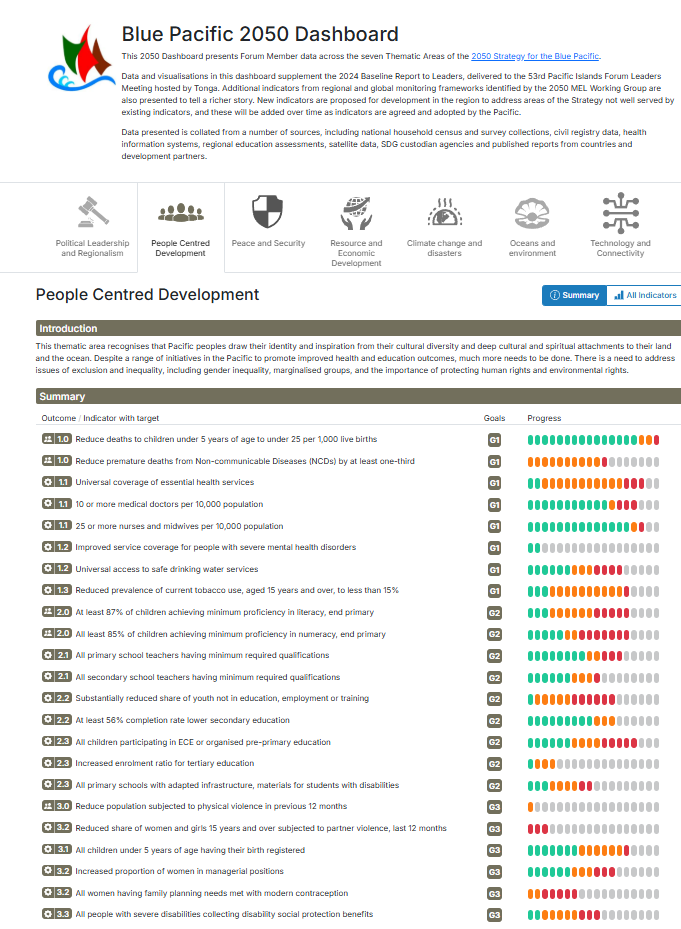 Blue Pacific 2050 Dashboard
This 2050 Dashboard presents Forum Member data across the seven Thematic Areas of the 2050 Strategy for the Blue Pacific.
Data and visualisations in this dashboard supplement the 2024 Baseline Report to Leaders, delivered to the 53rd Pacific Islands Forum Leaders
Meeting hosted by Tonga. Additional indicators from regional and global monitoring frameworks identified by the 2050 MEL Working Group are
also presented to tell a richer story. New indicators are proposed for development in the region to address areas of the Strategy not well served by
existing indicators, and these will be added over time as indicators are agreed and adopted by the Pacific.
Data presented is collated from a number of sources, including national household census and survey collections, civil registry data, health
information systems, regional education assessments, satellite data, SDG custodian agencies and published reports from countries and
development partners.
Political Leadership
and Regionalism
People Centred
Development
Peace and Security
Resource and
Economic
Development
Climate change and
disasters
Oceans and
environment
Technology and
Connectivity
People Centred Development
Summary
All Indicators
Introduction
This thematic area recognises that Pacific peoples draw their identity and inspiration from their cultural diversity and deep cultural and spiritual attachments to their land
and the ocean. Despite a range of initiatives in the Pacific to promote improved health and education outcomes, much more needs to be done. There is a need to address
issues of exclusion and inequality, including gender inequality, marginalised groups, and the importance of protecting human rights and environmental rights.
Summary
Outcome / Indicator with target Goals Progress
1.0 Reduce deaths to children under 5 years of age to under 25 per 1,000 live births G1
1.0 Reduce premature deaths from Non-communicable Diseases (NCDs) by at least one-third G1
1.1 Universal coverage of essential health services G1
1.1 10 or more medical doctors per 10,000 population G1
1.1 25 or more nurses and midwives per 10,000 population G1
1.2 Improved service coverage for people with severe mental health disorders G1
1.2 Universal access to safe drinking water services G1
1.3 Reduced prevalence of current tobacco use, aged 15 years and over, to less than 15% G1
2.0 At least 87% of children achieving minimum proficiency in literacy, end primary G2
2.0 All least 85% of children achieving minimum proficiency in numeracy, end primary G2
2.1 All primary school teachers having minimum required qualifications G2
2.1 All secondary school teachers having minimum required qualifications G2
2.2 Substantially reduced share of youth not in education, employment or training G2
2.2 At least 56% completion rate lower secondary education G2
2.3 All children participating in ECE or organised pre-primary education G2
2.3 Increased enrolment ratio for tertiary education G2
2.3 All primary schools with adapted infrastructure, materials for students with disabilities G2
3.0 Reduce population subjected to physical violence in previous 12 months G3
3.2 Reduced share of women and girls 15 years and over subjected to partner violence, last 12 months G3
3.1 All children under 5 years of age having their birth registered G3
3.2 Increased proportion of women in managerial positions G3
3.2 All women having family planning needs met with modern contraception G3
3.3 All people with severe disabilities collecting disability social protection benefits G3